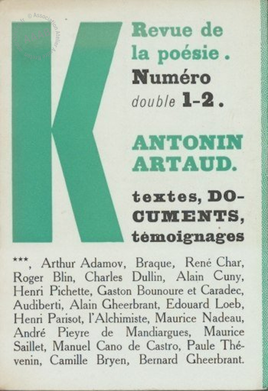 K
Revue de
la poésie.
Numéro
double 1-2.
ANTONIN
ARTAUD.
textes, DO-
CUMENTS,
témoignages
***, Arthur Adamov, Braque, René Char,
Roger Blin, Charles Dullin, Alain Cuny,
Henri Pichette, Gaston Bounoure et Caradec,
Audiberti, Alain Gheerbrant, Edouard Loeb,
Henri Parisot, l'Alchimiste, Maurice Nadeau,
André Pieyre de Mandiargues, Maurice
Saillet, Manuel Cano de Castro, Paule Thé-
venin, Camille Bryen, Bernard Gheerbrant.